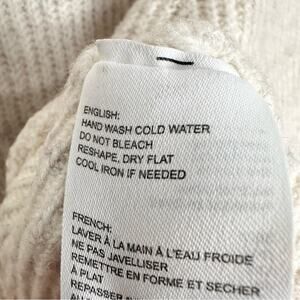 ENGLISH:
HAND WASH COLD WATER
DO NOT BLEACH
RESHAPE, DRY FLAT
COOL IRON IF NEEDED
FRENCH:
LAVER À LA MAIN À L'EAU FROIDE
NE PAS JAVELLISER
REMETTRE EN FORME ET SECHER
À PLAT
REPASSER